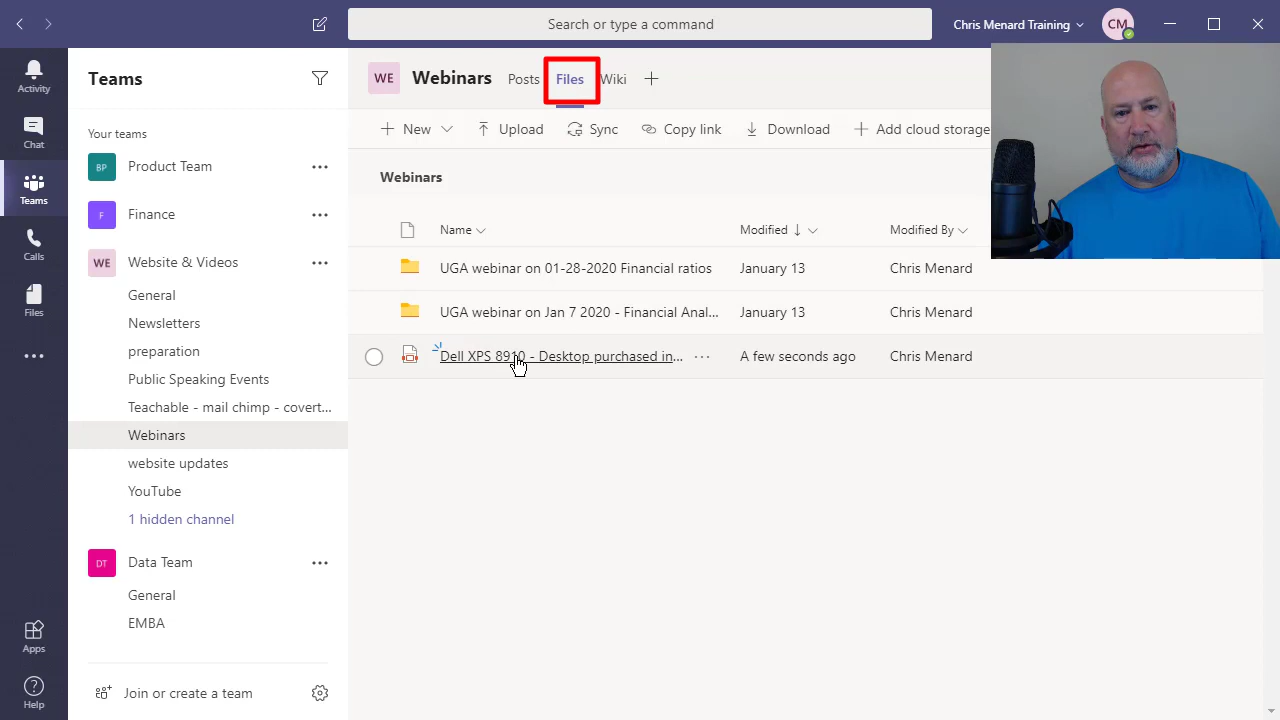 Search or type a command
Chris Menard Training
CM
Activity
Chat
Teams
Calls
Files
Apps
Help
Teams
Your teams
BP Product Team
F Finance
WE Website & Videos
General
Newsletters
preparation
Public Speaking Events
Teachable - mail chimp - covert...
Webinars
website updates
YouTube
1 hidden channel
DT Data Team
General
EMBA
Join or create a team
WE Webinars Posts Files Wiki
New Upload Sync Copy link Download Add cloud storage
Webinars
Name Modified Modified By
UGA webinar on 01-28-2020 Financial ratios January 13 Chris Menard
UGA webinar on Jan 7 2020 - Financial Anal... January 13 Chris Menard
Dell XPS 8910 - Desktop purchased in... A few seconds ago Chris Menard